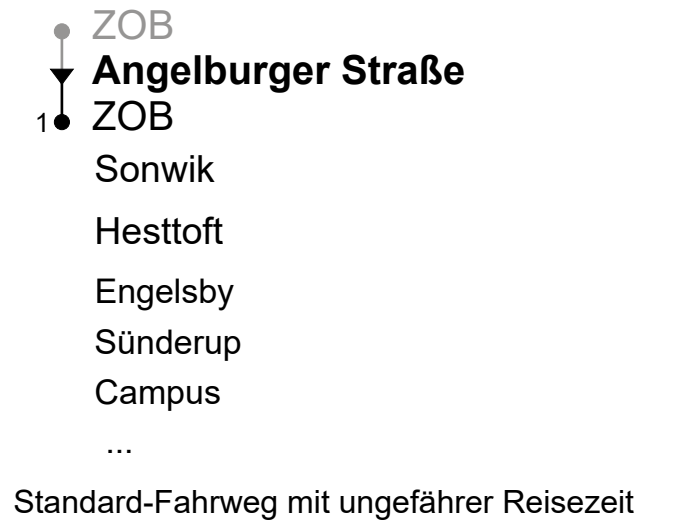 ZOB
Angelburger Straße
1 ZOB
Sonwik
Hesttoft
Engelsby
Sünderup
Campus
...
Standard-Fahrweg mit ungefährer Reisezeit